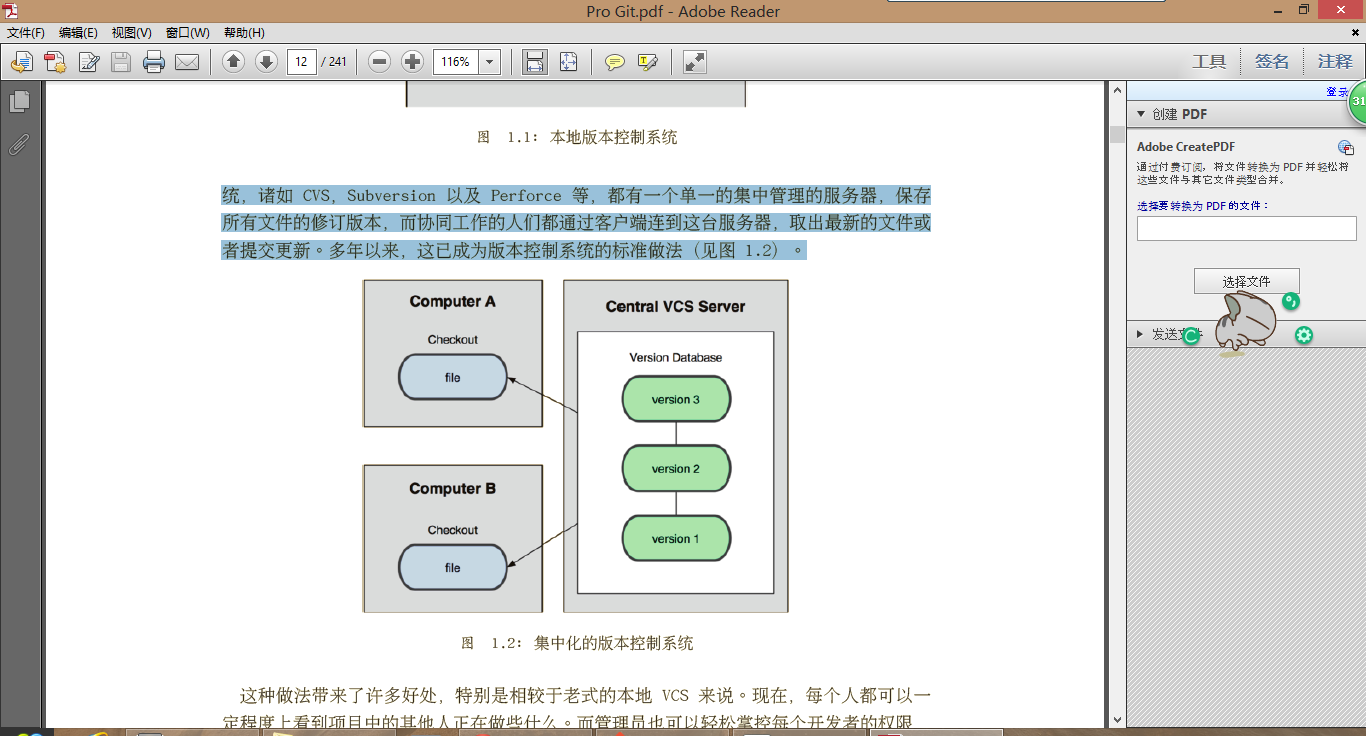 Pro Git.pdf - Adobe Reader
文件(F) 编辑(E) 视图(V) 窗口(W) 帮助(H)
12 / 241 116% 工具 签名 注释
登录
31
创建 PDF
Adobe CreatePDF
通过付费订阅，将文件转换为 PDF 并轻松将
这些文件与其它文件类型合并。
选择要转换为 PDF 的文件：
选择文件
发送文件
图 1.1: 本地版本控制系统
统，诸如 CVS，Subversion 以及 Perforce 等，都有一个单一的集中管理的服务器，保存
所有文件的修订版本，而协同工作的人们都通过客户端连到这台服务器，取出最新的文件或
者提交更新。多年以来，这已成为版本控制系统的标准做法（见图 1.2）。
Computer A
Checkout
file
Computer B
Checkout
file
Central VCS Server
Version Database
version 3
version 2
version 1
图 1.2: 集中化的版本控制系统
这种做法带来了许多好处，特别是相较于老式的本地 VCS 来说。现在，每个人都可以一
定程度上看到项目中的其他人正在做些什么。而管理员也可以轻松掌控每个开发者的权限